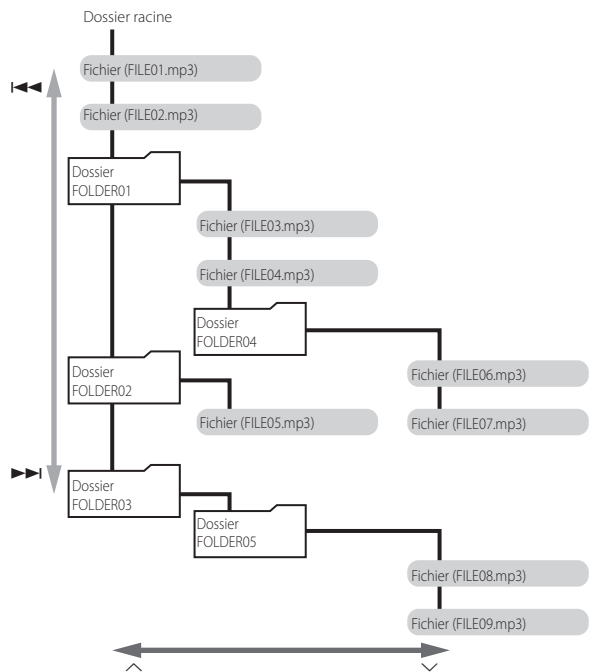 Dossier racine
Fichier (FILE01.mp3)
Fichier (FILE02.mp3)
Dossier
FOLDER01
Fichier (FILE03.mp3)
Fichier (FILE04.mp3)
Dossier
FOLDER04
Fichier (FILE06.mp3)
Fichier (FILE07.mp3)
Dossier
FOLDER02
Fichier (FILE05.mp3)
Dossier
FOLDER03
Dossier
FOLDER05
Fichier (FILE08.mp3)
Fichier (FILE09.mp3)